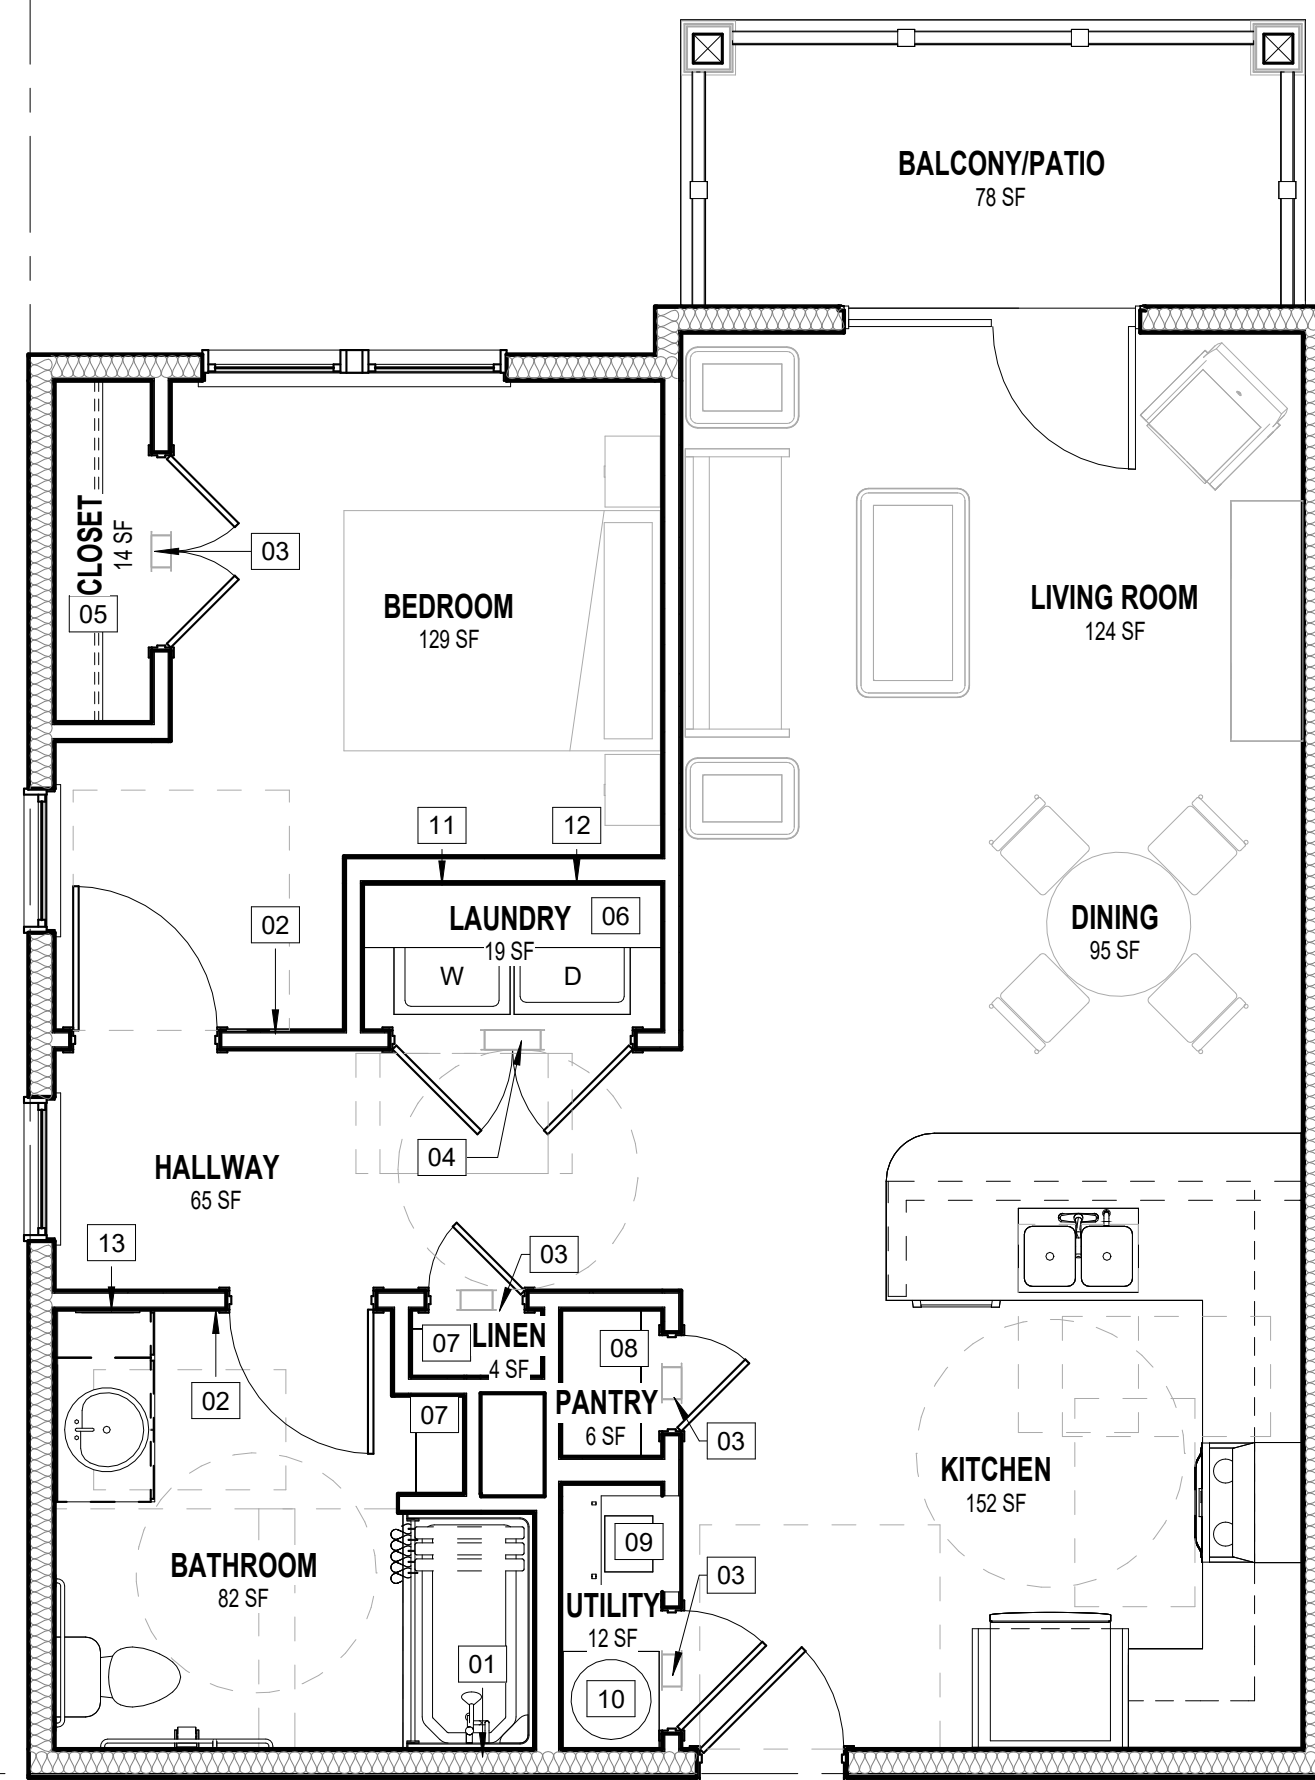 BALCONY/PATIO
78 SF
CLOSET
14 SF
03
05
BEDROOM
129 SF
LIVING ROOM
124 SF
11
12
02
LAUNDRY
06
19 SF
W
D
DINING
95 SF
04
HALLWAY
65 SF
13
03
07
LINEN
4 SF
08
02
07
PANTRY
6 SF
03
KITCHEN
152 SF
09
03
BATHROOM
82 SF
UTILITY
12 SF
01
10